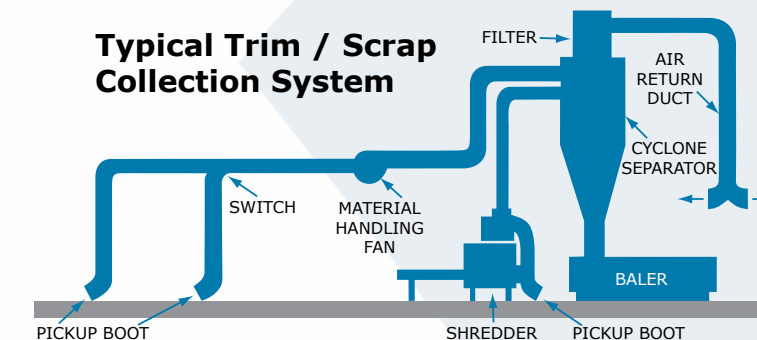 Typical Trim / Scrap
Collection System
FILTER
AIR
RETURN
DUCT
CYCLONE
SEPARATOR
SWITCH
MATERIAL
HANDLING
FAN
BALER
PICKUP BOOT
SHREDDER
PICKUP BOOT